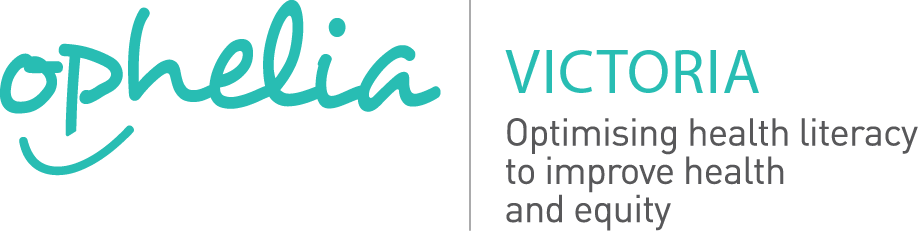 ophelia
VICTORIA
Optimising health literacy
to improve health
and equity